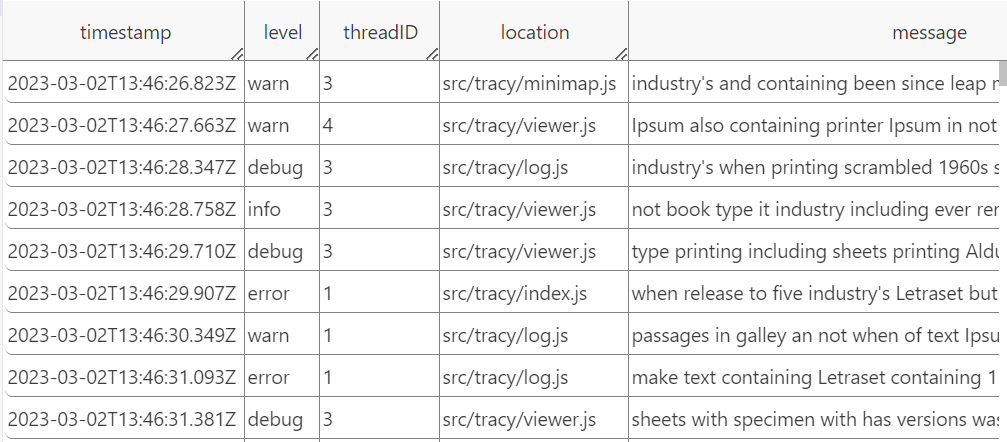 timestamp level threadID location message
2023-03-02T13:46:26.823Z warn 3 src/tracy/minimap.js industry's and containing been since leap
2023-03-02T13:46:27.663Z warn 4 src/tracy/viewer.js Ipsum also containing printer Ipsum in not
2023-03-02T13:46:28.347Z debug 3 src/tracy/log.js industry's when printing scrambled 1960s s
2023-03-02T13:46:28.758Z info 3 src/tracy/viewer.js not book type it industry including ever rer
2023-03-02T13:46:29.710Z debug 3 src/tracy/viewer.js type printing including sheets printing Aldu
2023-03-02T13:46:29.907Z error 1 src/tracy/index.js when release to five industry's Letraset but
2023-03-02T13:46:30.349Z warn 1 src/tracy/log.js passages in galley an not when of text Ipsu
2023-03-02T13:46:31.093Z error 1 src/tracy/log.js make text containing Letraset containing 1
2023-03-02T13:46:31.381Z debug 3 src/tracy/viewer.js sheets with specimen with has versions was